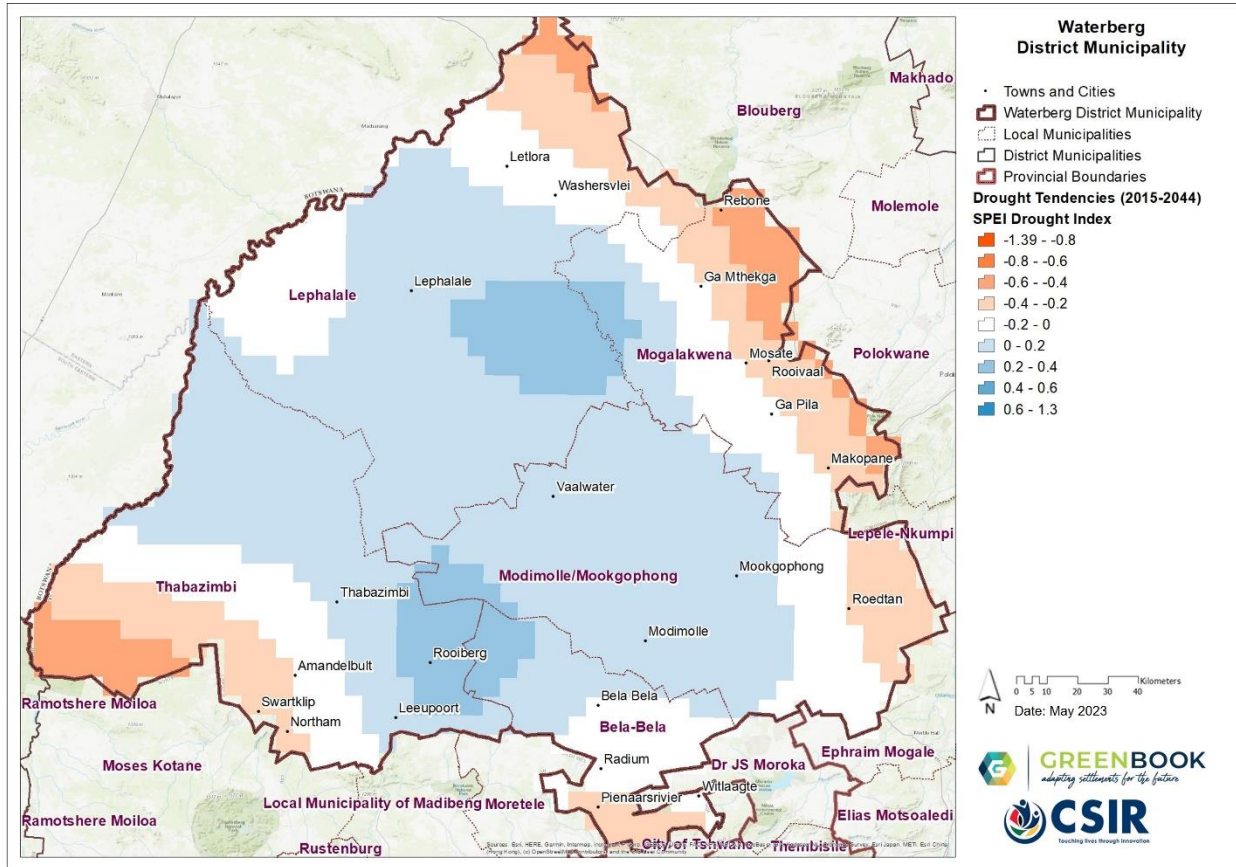 Waterberg
District Municipality
Towns and Cities
Waterberg District Municipality
Local Municipalities
District Municipalities
Provincial Boundaries
Drought Tendencies (2015-2044)
SPEI Drought Index
-1.39 - -0.8
-0.8 - -0.6
-0.6 - -0.4
-0.4 - -0.2
-0.2 - 0
0 - 0.2
0.2 - 0.4
0.4 - 0.6
0.6 - 1.3
Makhado
Blouberg
Letlora
Washersvlei
Molemole
Rebone
BOTSWANA
Ga Mthekga
Lephalale
Lephalale
Mogalakwena
Mosate
Polokwane
Rooivaal
Ga Pila
Makopane
Vaalwater
Lepele-Nkumpi
Modimolle/Mookgophong
Mookgophong
Thabazimbi
Thabazimbi
Roedtan
Modimolle
Rooiberg
Amandelbult
Ramotshere Moiloa
Swartklip
Bela Bela
Northam
Leeupoort
Bela-Bela
Ephraim Mogale
Moses Kotane
Radium
Dr JS Moroka
Witlaagte
Local Municipality of Madibeng
Moretele
Pienaarsrivier
Elias Motsoaledi
Ramotshere Moiloa
Rustenburg
City of Tshwane
Thembisile
N
0 5 10 20 30 40
Kilometers
Date: May 2023
G
GREENBOOK
adapting settlements for the future
CSIR
Touching lives through innovation